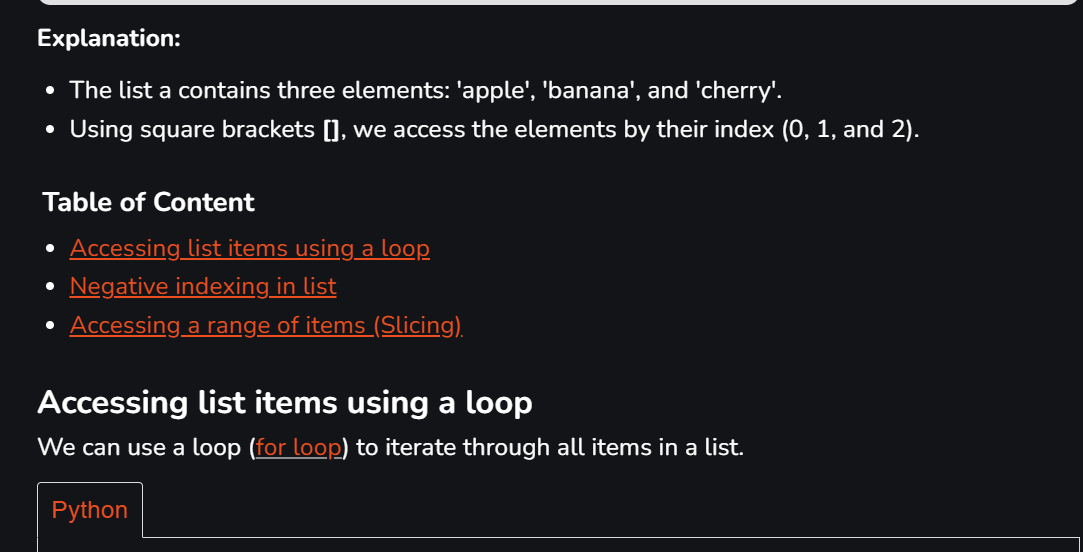 Explanation:
The list a contains three elements: 'apple', 'banana', and 'cherry'.
Using square brackets [], we access the elements by their index (0, 1, and 2).
Table of Content
Accessing list items using a loop
Negative indexing in list
Accessing a range of items (Slicing)
Accessing list items using a loop
We can use a loop (for loop) to iterate through all items in a list.
Python